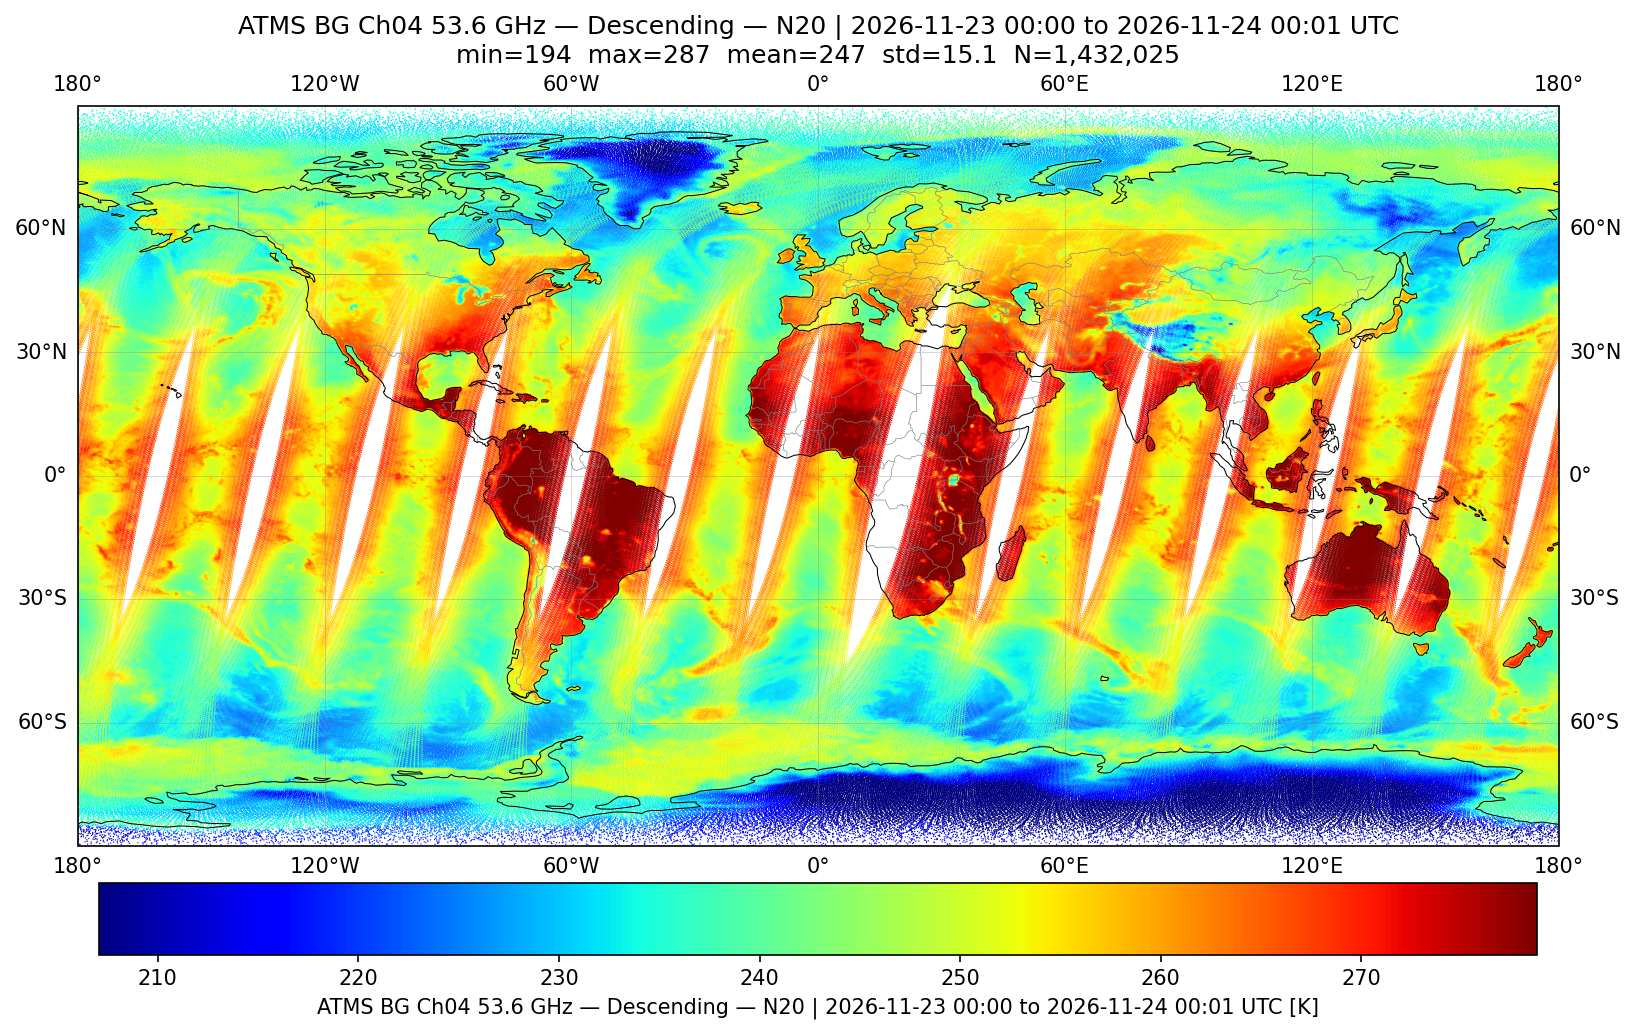 ATMS BG Ch04 53.6 GHz — Descending — N20 | 2026-11-23 00:00 to 2026-11-24 00:01 UTC
min=194 max=287 mean=247 std=15.1 N=1,432,025
180° 120°W 60°W 0° 60°E 120°E 180°
60°N 60°N
30°N 30°N
0° 0°
30°S 30°S
60°S 60°S
180° 120°W 60°W 0° 60°E 120°E 180°
210 220 230 240 250 260 270
ATMS BG Ch04 53.6 GHz — Descending — N20 | 2026-11-23 00:00 to 2026-11-24 00:01 UTC [K]